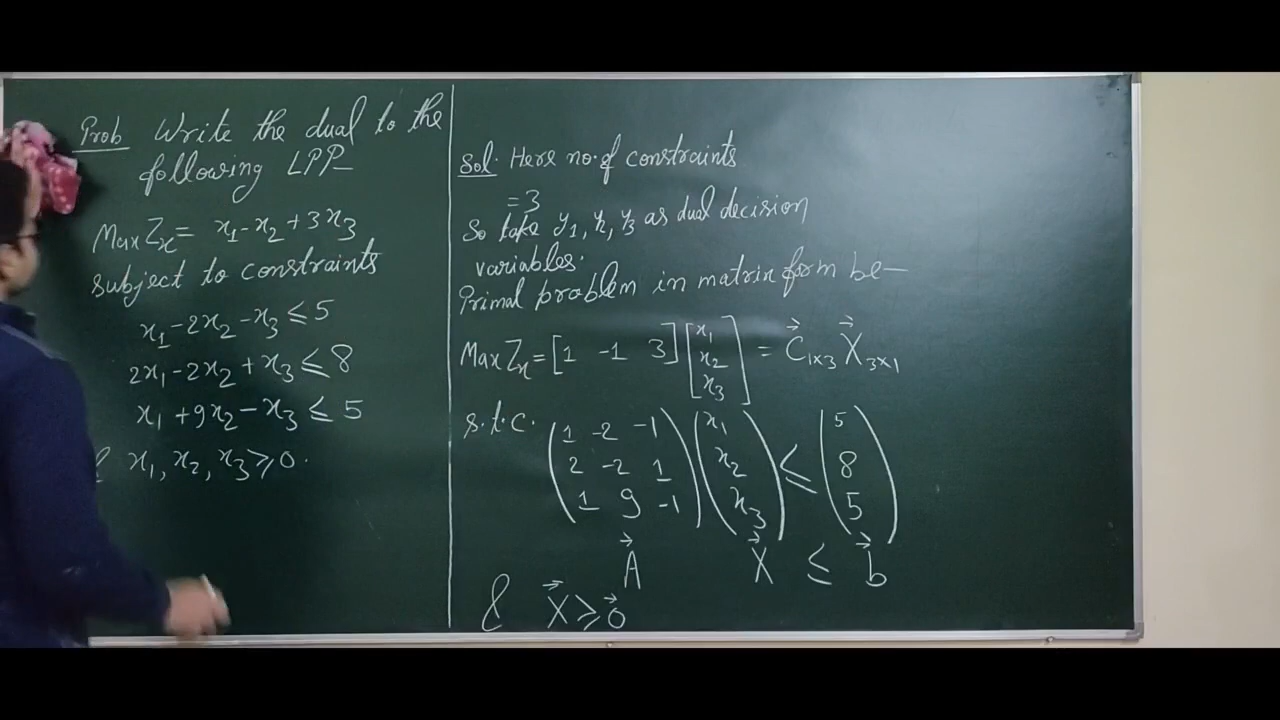 Prob Write the dual to the
following LPP—
Max Zx = x1 - x2 + 3x3
subject to constraints
x1 - 2x2 - x3 ≤ 5
2x1 - 2x2 + x3 ≤ 8
x1 + 9x2 - x3 ≤ 5
& x1, x2, x3 ≥ 0.
Sol. Here no. of constraints
= 3
So take y1, y2, y3 as dual decision
variables.
Primal problem in matrix form be—
Max Zx = [1 -1 3] [x1 x2 x3] = C⃗1×3 X⃗3×1
s.t.c. (1 -2 -1
2 -2 1
1 9 -1) (x1 x2 x3) ≤ (5 8 5)
A⃗ X⃗ ≤ b⃗
& X⃗ ≥ 0⃗